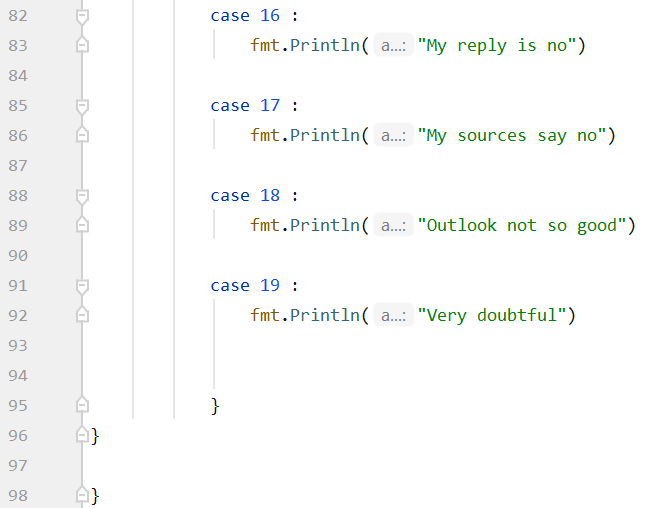 82 case 16 :
83 fmt.Println( a...: "My reply is no")
84
85 case 17 :
86 fmt.Println( a...: "My sources say no")
87
88 case 18 :
89 fmt.Println( a...: "Outlook not so good")
90
91 case 19 :
92 fmt.Println( a...: "Very doubtful")
93
94
95 }
96 }
97
98 }